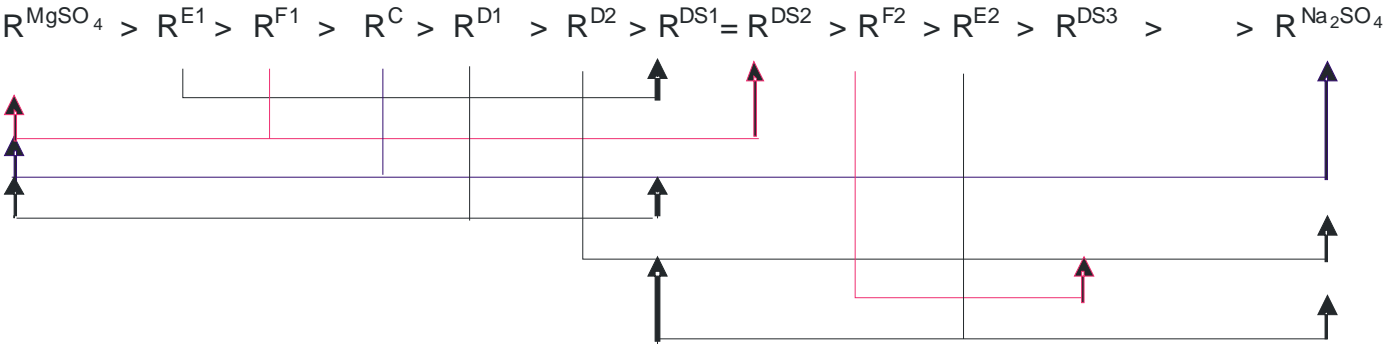 R^MgSO₄ > R^E1 > R^F1 > R^C > R^D1 > R^D2 > R^DS1 = R^DS2 > R^F2 > R^E2 > R^DS3 > > R^Na₂SO₄